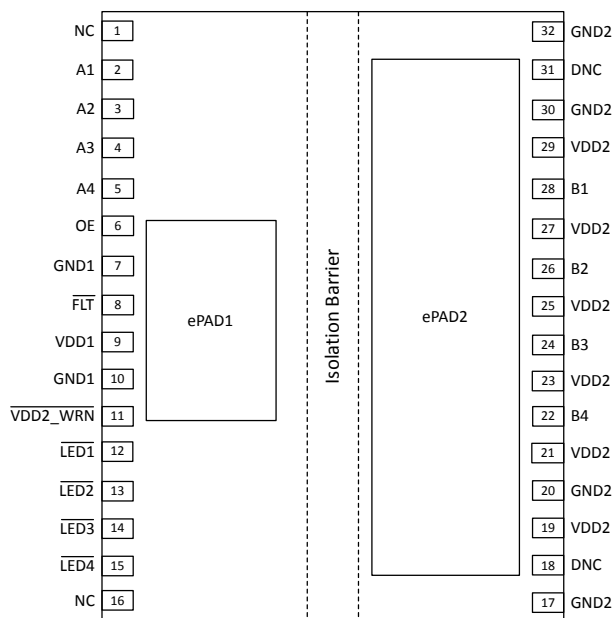 NC 1
A1 2
A2 3
A3 4
A4 5
OE 6
GND1 7
FLT 8
VDD1 9
GND1 10
VDD2_WRN 11
LED1 12
LED2 13
LED3 14
LED4 15
NC 16
ePAD1
Isolation Barrier
ePAD2
32 GND2
31 DNC
30 GND2
29 VDD2
28 B1
27 VDD2
26 B2
25 VDD2
24 B3
23 VDD2
22 B4
21 VDD2
20 GND2
19 VDD2
18 DNC
17 GND2